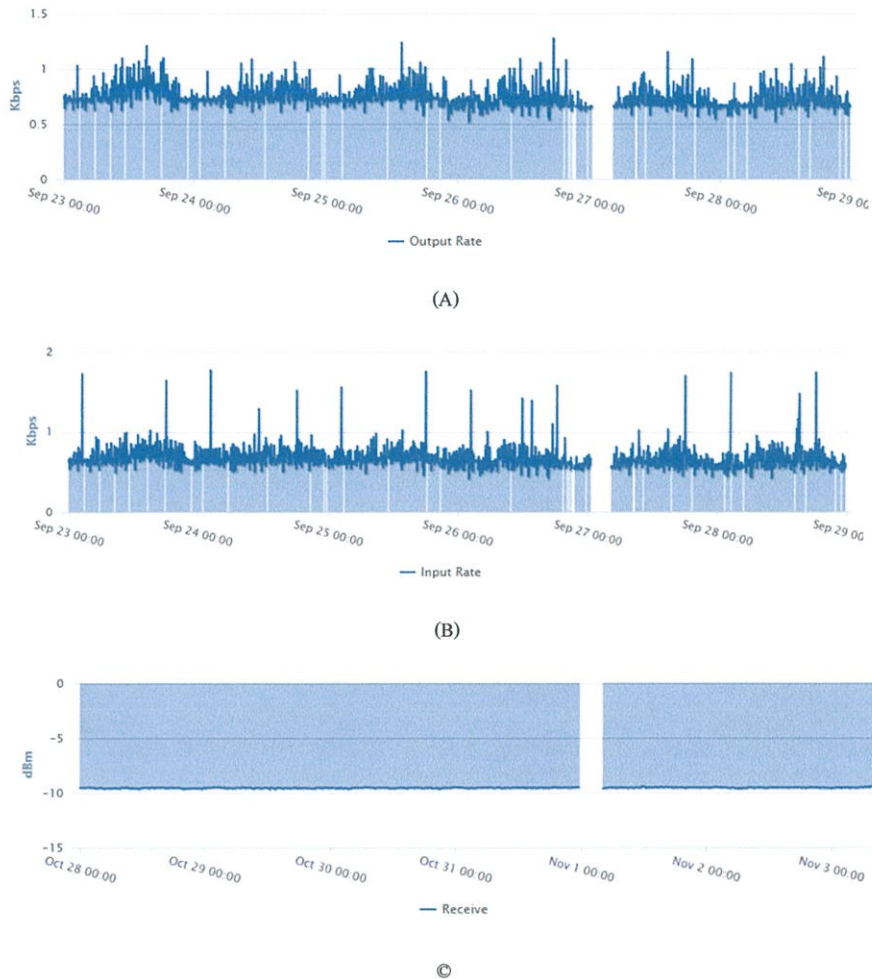 1.5
1
0.5
0
Kbps
Sep 23 00:00 Sep 24 00:00 Sep 25 00:00 Sep 26 00:00 Sep 27 00:00 Sep 28 00:00 Sep 29 00:0
Output Rate
(A)
2
1
0
Kbps
Sep 23 00:00 Sep 24 00:00 Sep 25 00:00 Sep 26 00:00 Sep 27 00:00 Sep 28 00:00 Sep 29 00:0
Input Rate
(B)
0
-5
-10
-15
dBm
Oct 28 00:00 Oct 29 00:00 Oct 30 00:00 Oct 31 00:00 Nov 1 00:00 Nov 2 00:00 Nov 3 00:00
Receive
©